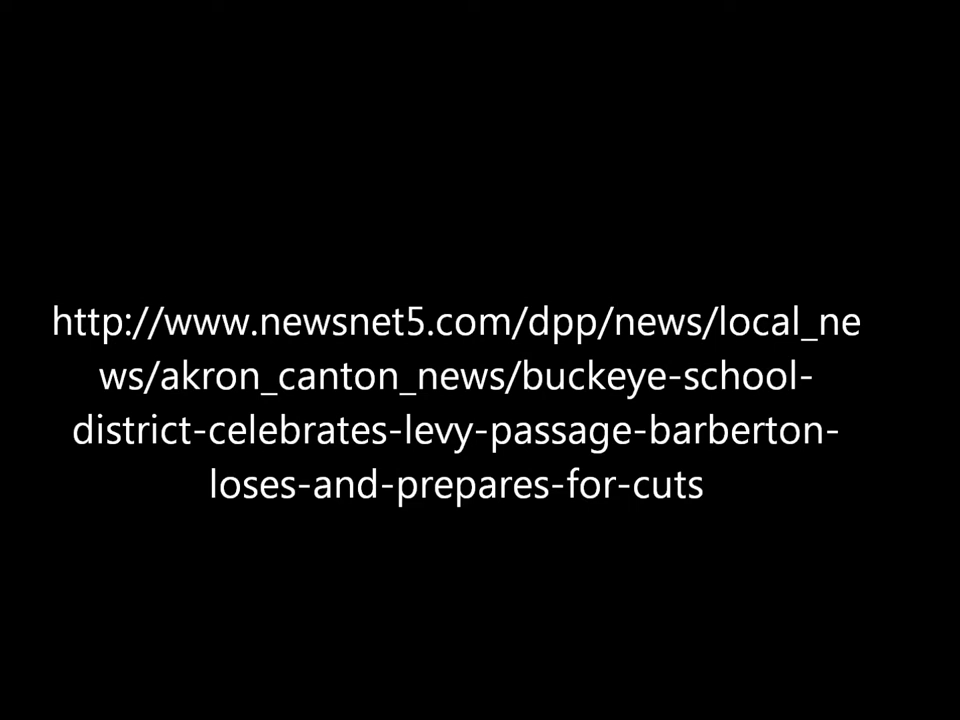 http://www.newsnet5.com/dpp/news/local_ne
ws/akron_canton_news/buckeye-school-
district-celebrates-levy-passage-barberton-
loses-and-prepares-for-cuts